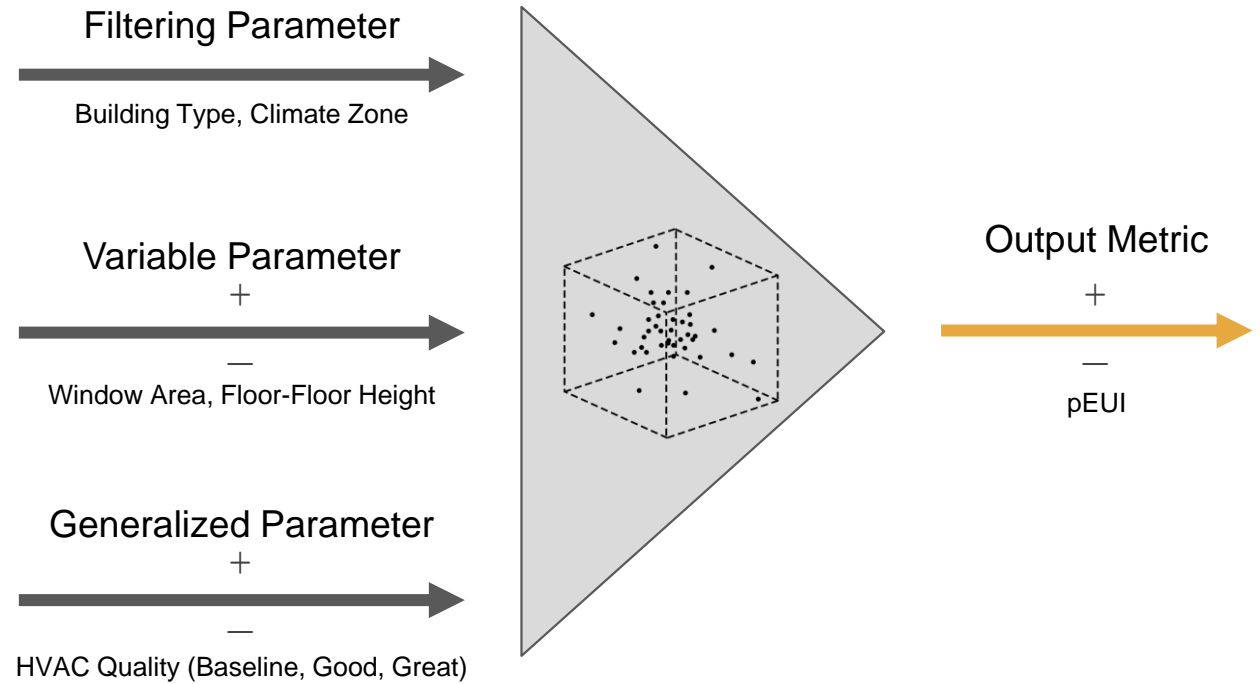 Filtering Parameter
Building Type, Climate Zone
Variable Parameter
+
—
Window Area, Floor-Floor Height
Generalized Parameter
+
—
HVAC Quality (Baseline, Good, Great)
Output Metric
+
—
pEUI